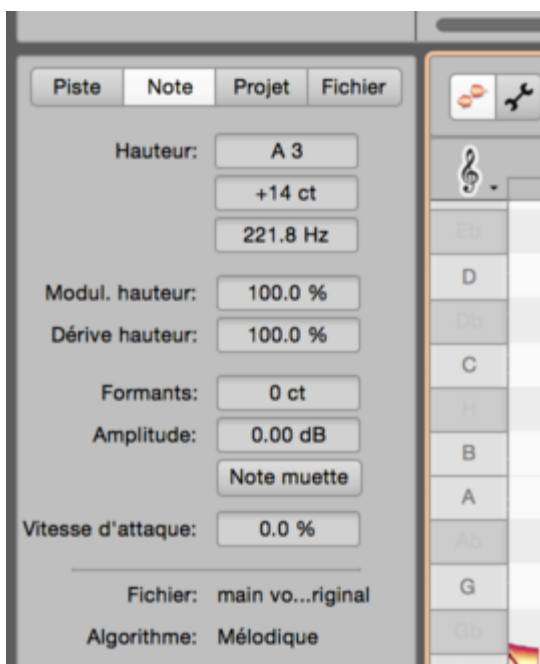 Piste Note Projet Fichier
Hauteur: A 3
+14 ct
221.8 Hz
Modul. hauteur: 100.0 %
Dérive hauteur: 100.0 %
Formants: 0 ct
Amplitude: 0.00 dB
Note muette
Vitesse d'attaque: 0.0 %
Fichier: main vo...riginal
Algorithme: Mélodique
Eb
D
Db
C
H
B
A
Ab
G
Gb